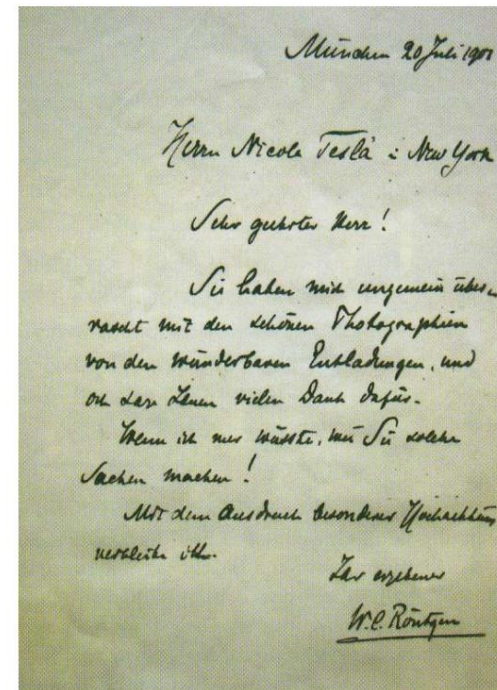 München 20 Juli 1901
Herrn Nicola Tesla i New York
Sehr geehrter Herr!
Sie haben mich ungemein über-
rascht mit den schönen Photographien
von den wunderbaren Entladungen, und
ich sage Ihnen vielen Dank dafür.
Wenn ich nur wüsste, wie Sie solche
Sachen machen!
Mit dem Ausdruck besonderer Hochachtung
verbleibe ich
Ihr ergebener
W. C. Röntgen